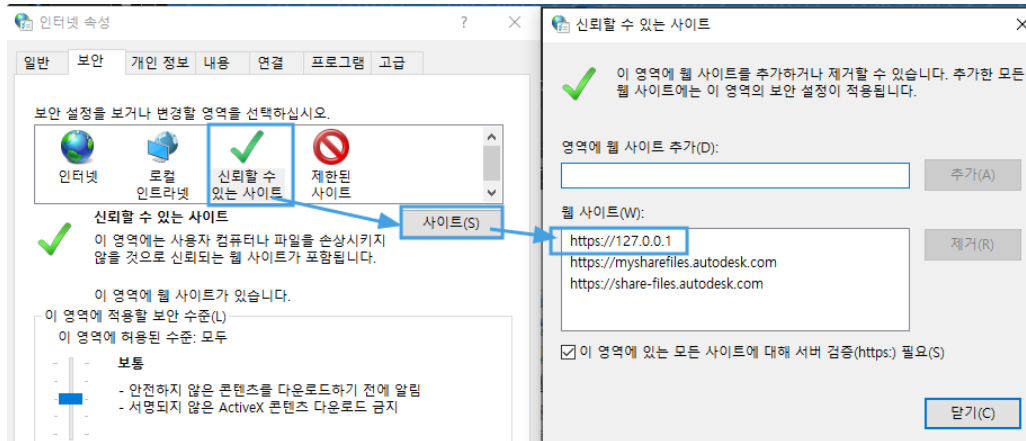 인터넷 속성
일반 보안 개인 정보 내용 연결 프로그램 고급
보안 설정을 보거나 변경할 영역을 선택하십시오.
인터넷
로컬
인트라넷
신뢰할 수
있는 사이트
제한된
사이트
신뢰할 수 있는 사이트
사이트(S)
이 영역에는 사용자 컴퓨터나 파일을 손상시키지
않을 것으로 신뢰되는 웹 사이트가 포함됩니다.
이 영역에 웹 사이트가 있습니다.
이 영역에 적용할 보안 수준(L)
이 영역에 허용된 수준: 모두
보통
- 안전하지 않은 콘텐츠를 다운로드하기 전에 알림
- 서명되지 않은 ActiveX 콘텐츠 다운로드 금지
신뢰할 수 있는 사이트
이 영역에 웹 사이트를 추가하거나 제거할 수 있습니다. 추가한 모든
웹 사이트에는 이 영역의 보안 설정이 적용됩니다.
영역에 웹 사이트 추가(D):
추가(A)
웹 사이트(W):
https://127.0.0.1
https://mysharefiles.autodesk.com
https://share-files.autodesk.com
제거(R)
이 영역에 있는 모든 사이트에 대해 서버 검증(https:) 필요(S)
닫기(C)